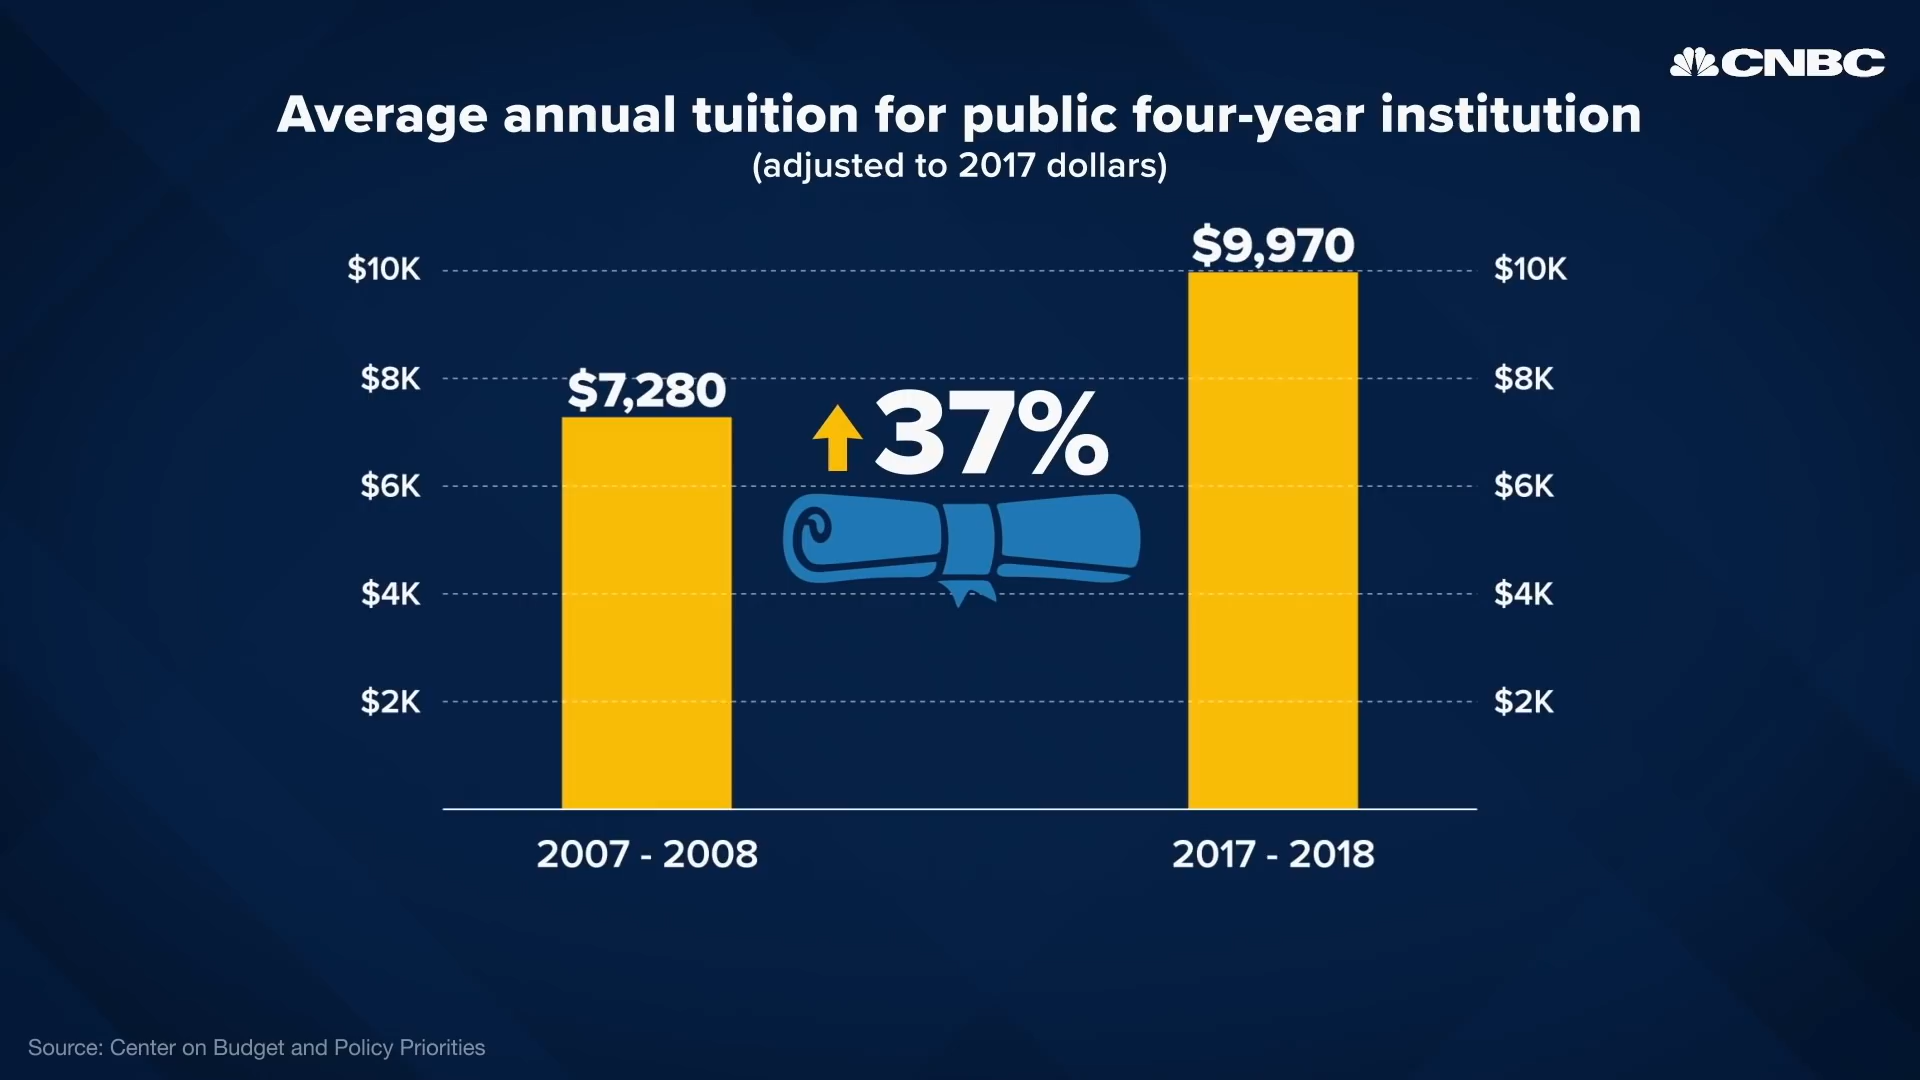 CNBC
Average annual tuition for public four-year institution
(adjusted to 2017 dollars)
$9,970
$10K
$10K
$8K
$7,280
$8K
37%
$6K
$6K
$4K
$4K
$2K
$2K
2007 - 2008
2017 - 2018
Source: Center on Budget and Policy Priorities